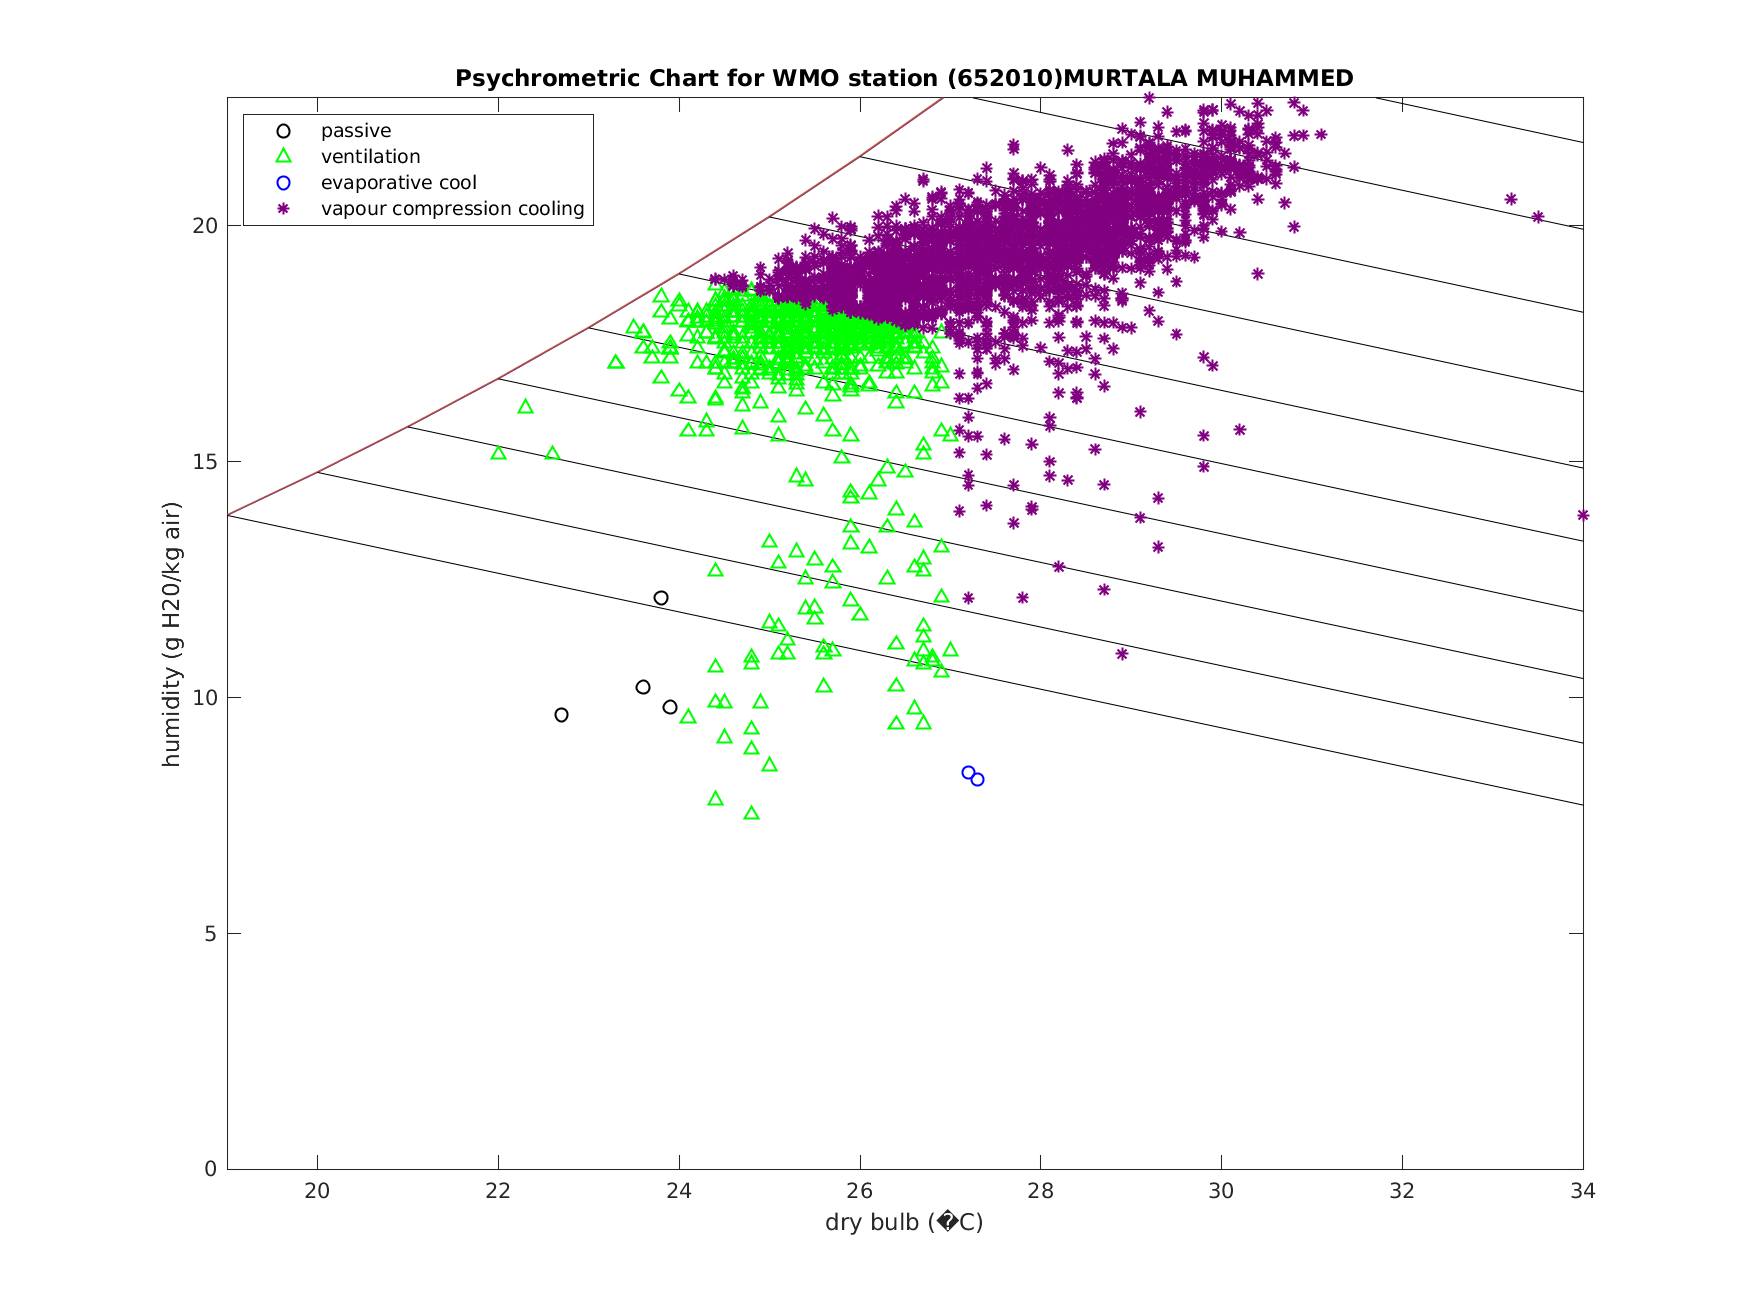 Psychrometric Chart for WMO station (652010)MURTALA MUHAMMED
passive
ventilation
evaporative cool
vapour compression cooling
humidity (g H20/kg air)
20
15
10
5
0
20
22
24
26
28
30
32
34
dry bulb (�C)